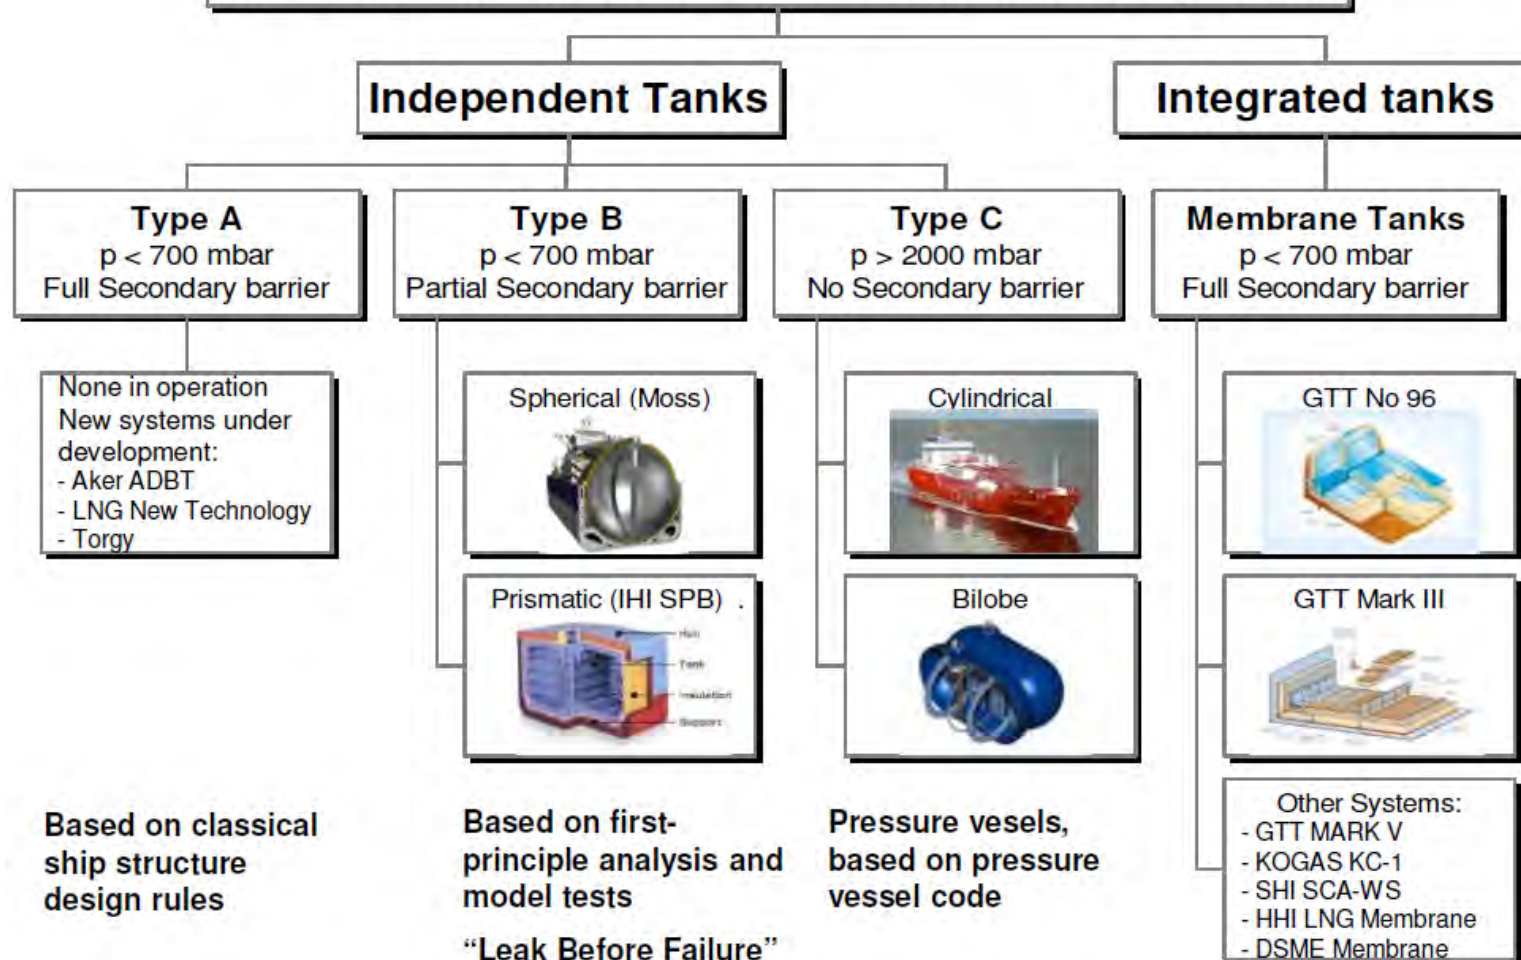 Independent Tanks
Integrated tanks
Type A
p < 700 mbar
Full Secondary barrier
Type B
p < 700 mbar
Partial Secondary barrier
Type C
p > 2000 mbar
No Secondary barrier
Membrane Tanks
p < 700 mbar
Full Secondary barrier
None in operation
New systems under
development:
- Aker ADBT
- LNG New Technology
- Torgy
Spherical (Moss)
Prismatic (IHI SPB) .
Hull
Tank
Insulation
Support
Cylindrical
Bilobe
GTT No 96
GTT Mark III
Other Systems:
- GTT MARK V
- KOGAS KC-1
- SHI SCA-WS
- HHI LNG Membrane
- DSME Membrane
Based on classical
ship structure
design rules
Based on first-
principle analysis and
model tests
“Leak Before Failure”
Pressure vesels,
based on pressure
vessel code